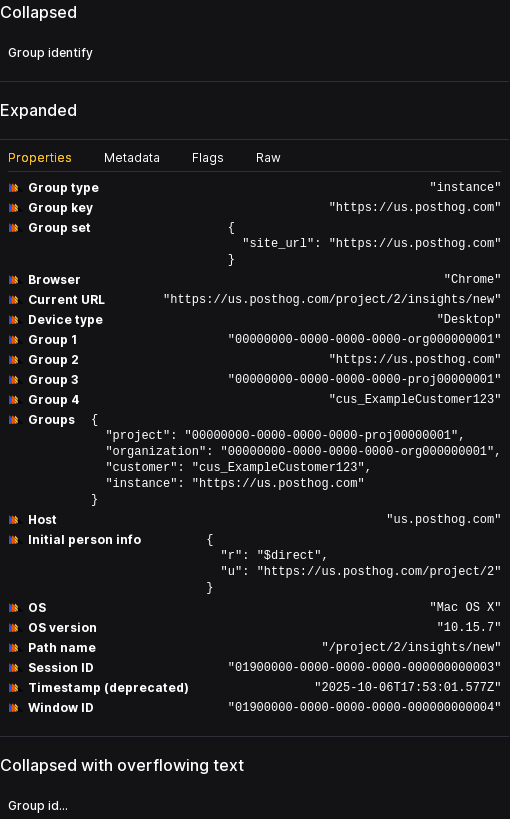 Collapsed
Group identify
Expanded
Properties Metadata Flags Raw
Group type "instance"
Group key "https://us.posthog.com"
Group set {
"site_url": "https://us.posthog.com"
}
Browser "Chrome"
Current URL "https://us.posthog.com/project/2/insights/new"
Device type "Desktop"
Group 1 "00000000-0000-0000-0000-org000000001"
Group 2 "https://us.posthog.com"
Group 3 "00000000-0000-0000-0000-proj00000001"
Group 4 "cus_ExampleCustomer123"
Groups {
"project": "00000000-0000-0000-0000-proj00000001",
"organization": "00000000-0000-0000-0000-org000000001",
"customer": "cus_ExampleCustomer123",
"instance": "https://us.posthog.com"
}
Host "us.posthog.com"
Initial person info {
"r": "$direct",
"u": "https://us.posthog.com/project/2"
}
OS "Mac OS X"
OS version "10.15.7"
Path name "/project/2/insights/new"
Session ID "01900000-0000-0000-0000-000000000003"
Timestamp (deprecated) "2025-10-06T17:53:01.577Z"
Window ID "01900000-0000-0000-0000-000000000004"
Collapsed with overflowing text
Group id...